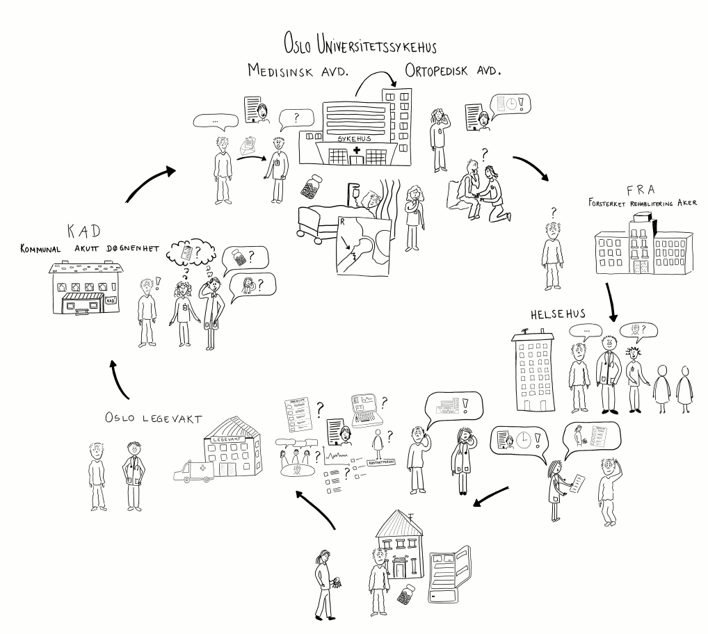 OSLO UNIVERSITETSSYKEHUS
MEDISINSK AVD.
ORTOPEDISK AVD.
...
?
SYKEHUS
!
?
R
FRA
FORSTERKET REHABILITERING AKER
?
KAD
KOMMUNAL AKUTT DØGNENHET
KAD
!
?
?
?
HELSEHUS
...
?
OSLO LEGEVAKT
LEGEVAKT
?
?
?
?
?
!
!